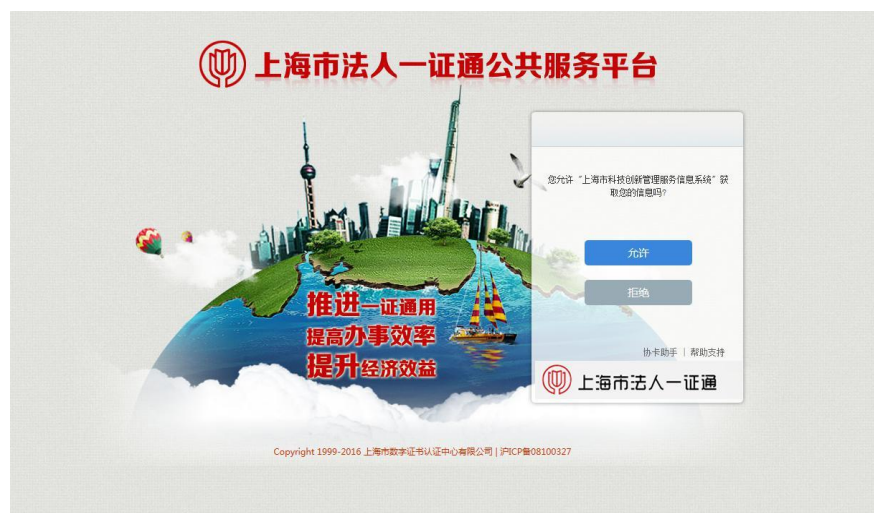 上海市法人一证通公共服务平台
您允许“上海市科技创新管理服务信息系统”获
取您的信息吗?
允许
拒绝
推进一证通用
提高办事效率
提升经济效益
协卡助手 | 帮助支持
上海市法人一证通
Copyright 1999-2016 上海市数字证书认证中心有限公司 | 沪ICP备08100327